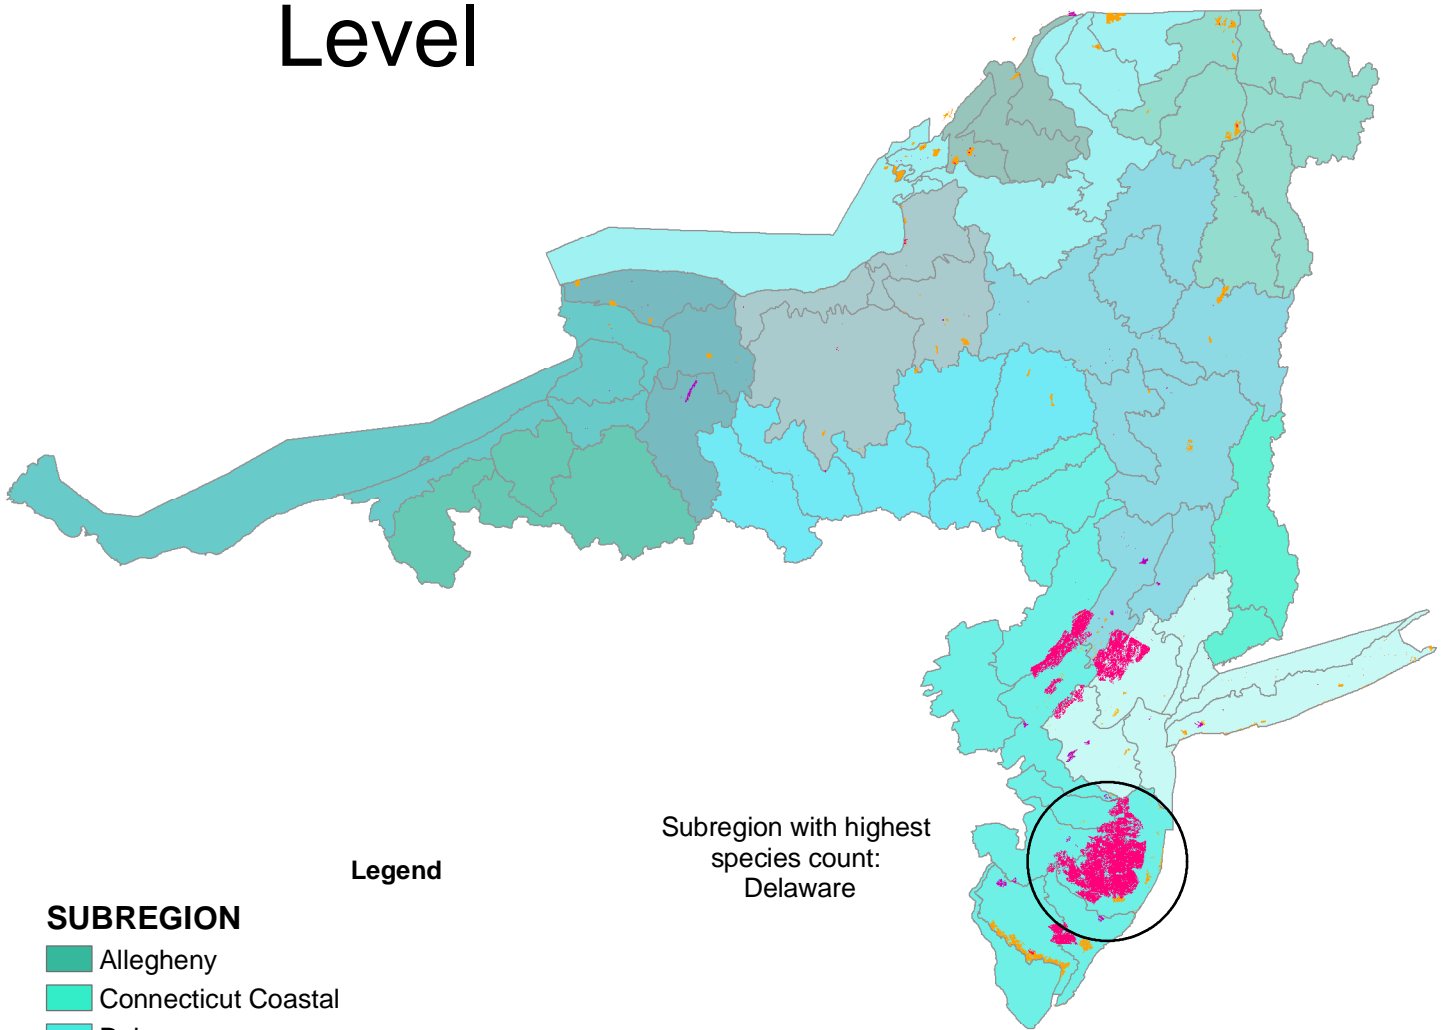 Level
Subregion with highest
species count:
Delaware
Legend
SUBREGION
Allegheny
Connecticut Coastal